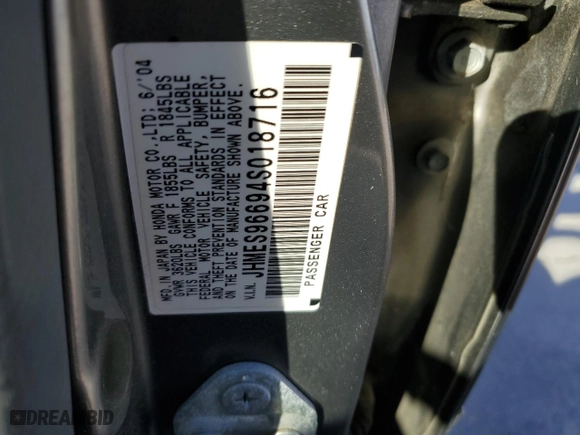 MFD. IN JAPAN BY HONDA MOTOR CO.,LTD: 6/'04
GVWR 3620LBS GAWR F 1855LBS R 1845LBS
THIS VEHICLE CONFORMS TO ALL APPLICABLE
FEDERAL MOTOR VEHICLE SAFETY, BUMPER,
AND THEFT PREVENTION STANDARDS IN EFFECT
ON THE DATE OF MANUFACTURE SHOWN ABOVE.
V.I.N. JHMES96694S018716
PASSENGER CAR
DREAMBID